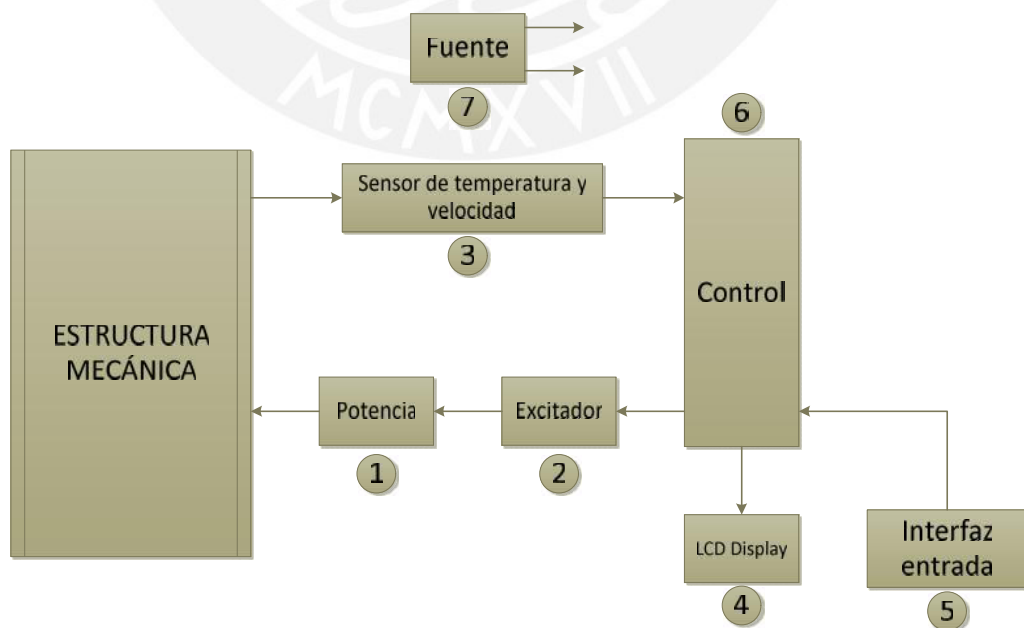 Fuente
7
MCMXVII
6
Sensor de temperatura y
velocidad
3
Control
ESTRUCTURA
MECÁNICA
Potencia
1
Excitador
2
LCD Display
4
Interfaz
entrada
5